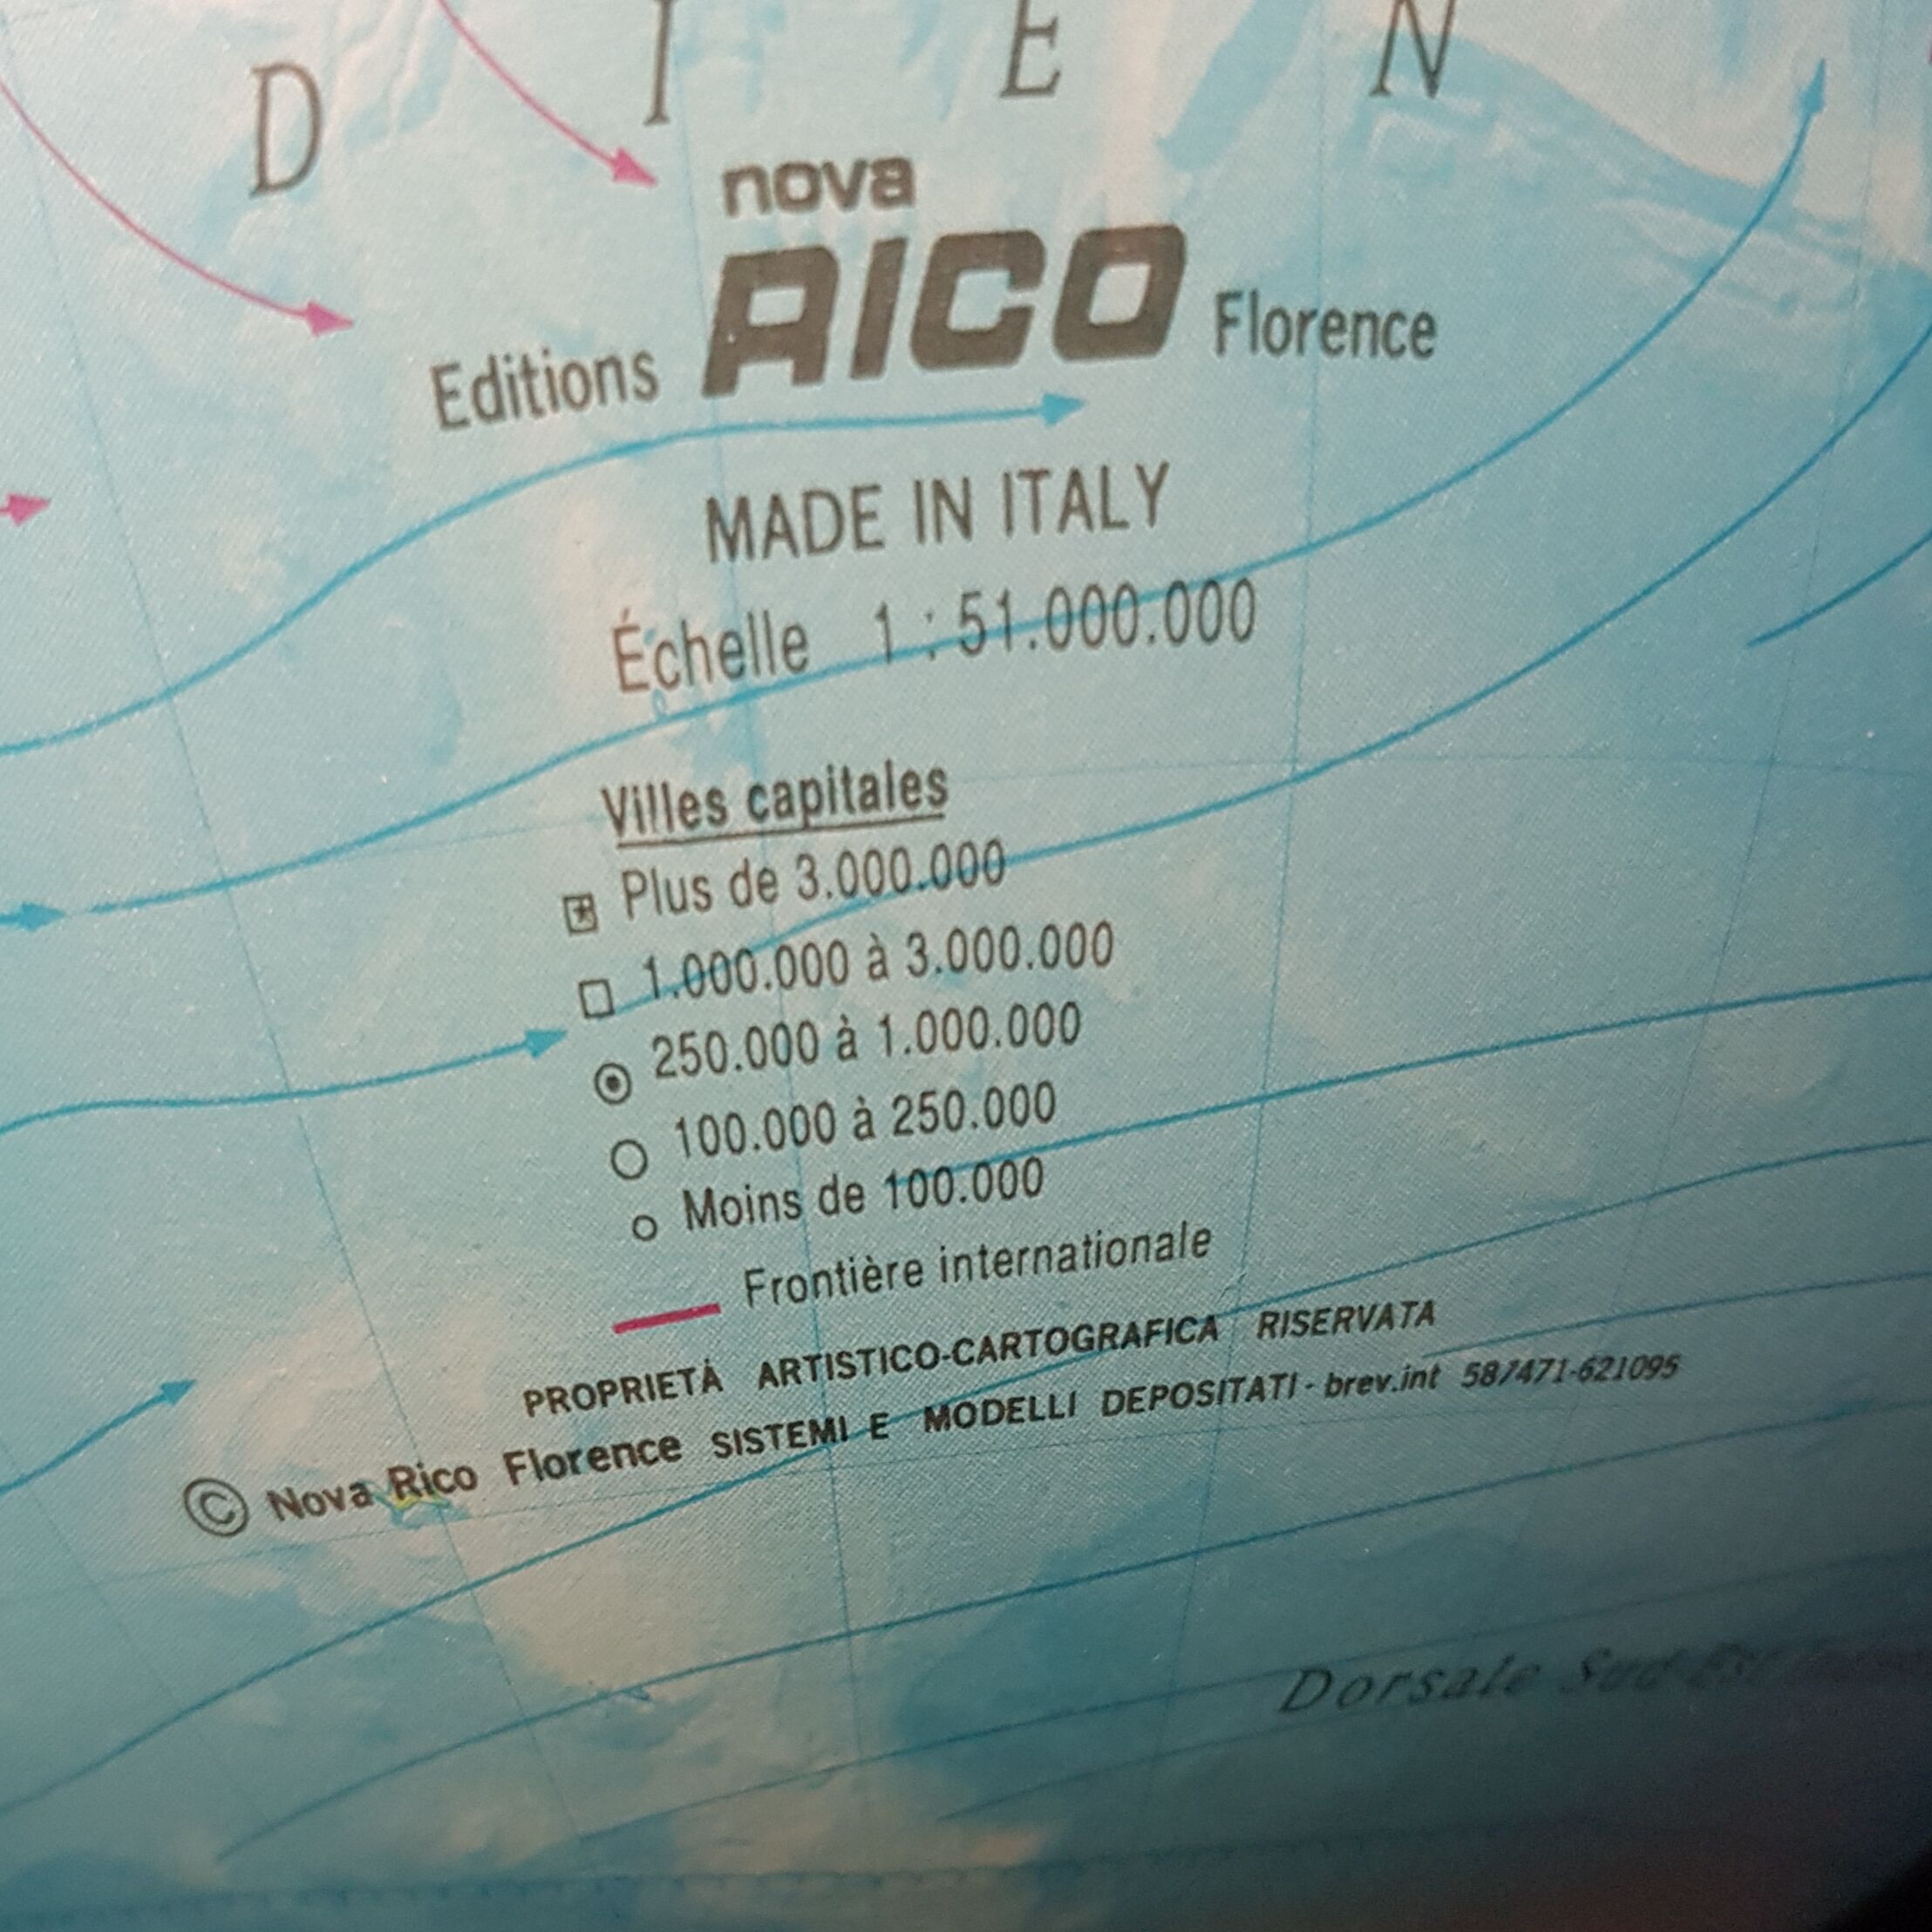 D I E N
nova
RICO
Editions Florence
MADE IN ITALY
Échelle 1 : 51.000.000
Villes capitales
Plus de 3.000.000
1.000.000 à 3.000.000
250.000 à 1.000.000
100.000 à 250.000
Moins de 100.000
Frontière internationale
PROPRIETÀ ARTISTICO-CARTOGRAFICA RISERVATA
© Nova Rico Florence SISTEMI E MODELLI DEPOSITATI - brev.int 587471-621095
Dorsale Sud